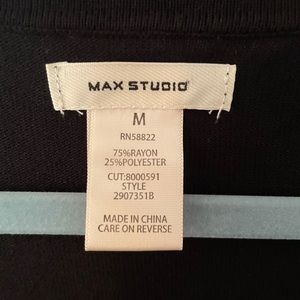 MAX STUDIO
M
RN58822
75%RAYON
25%POLYESTER
CUT:8000591
STYLE
2907351B
MADE IN CHINA
CARE ON REVERSE